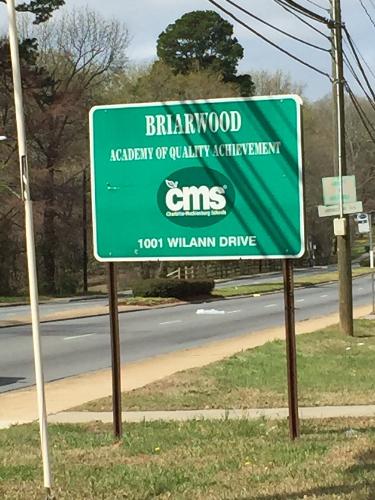 BRIARWOOD
ACADEMY OF QUALITY ACHIEVEMENT
cms
Charlotte-Mecklenburg Schools
1001 WILANN DRIVE